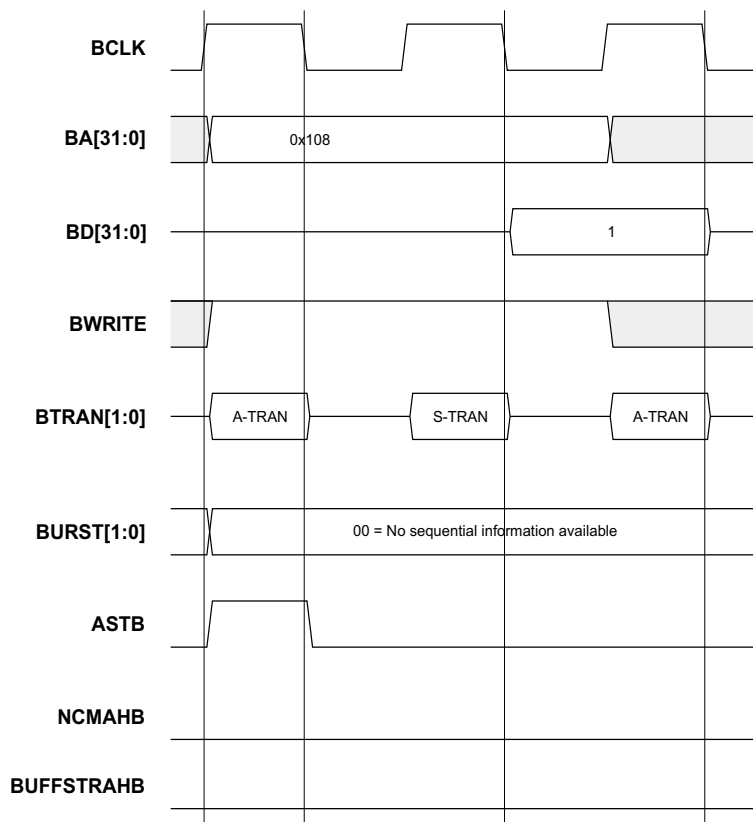 BCLK
BA[31:0]
0x108
BD[31:0]
1
BWRITE
BTRAN[1:0]
A-TRAN
S-TRAN
A-TRAN
BURST[1:0]
00 = No sequential information available
ASTB
NCMAHB
BUFFSTRAHB